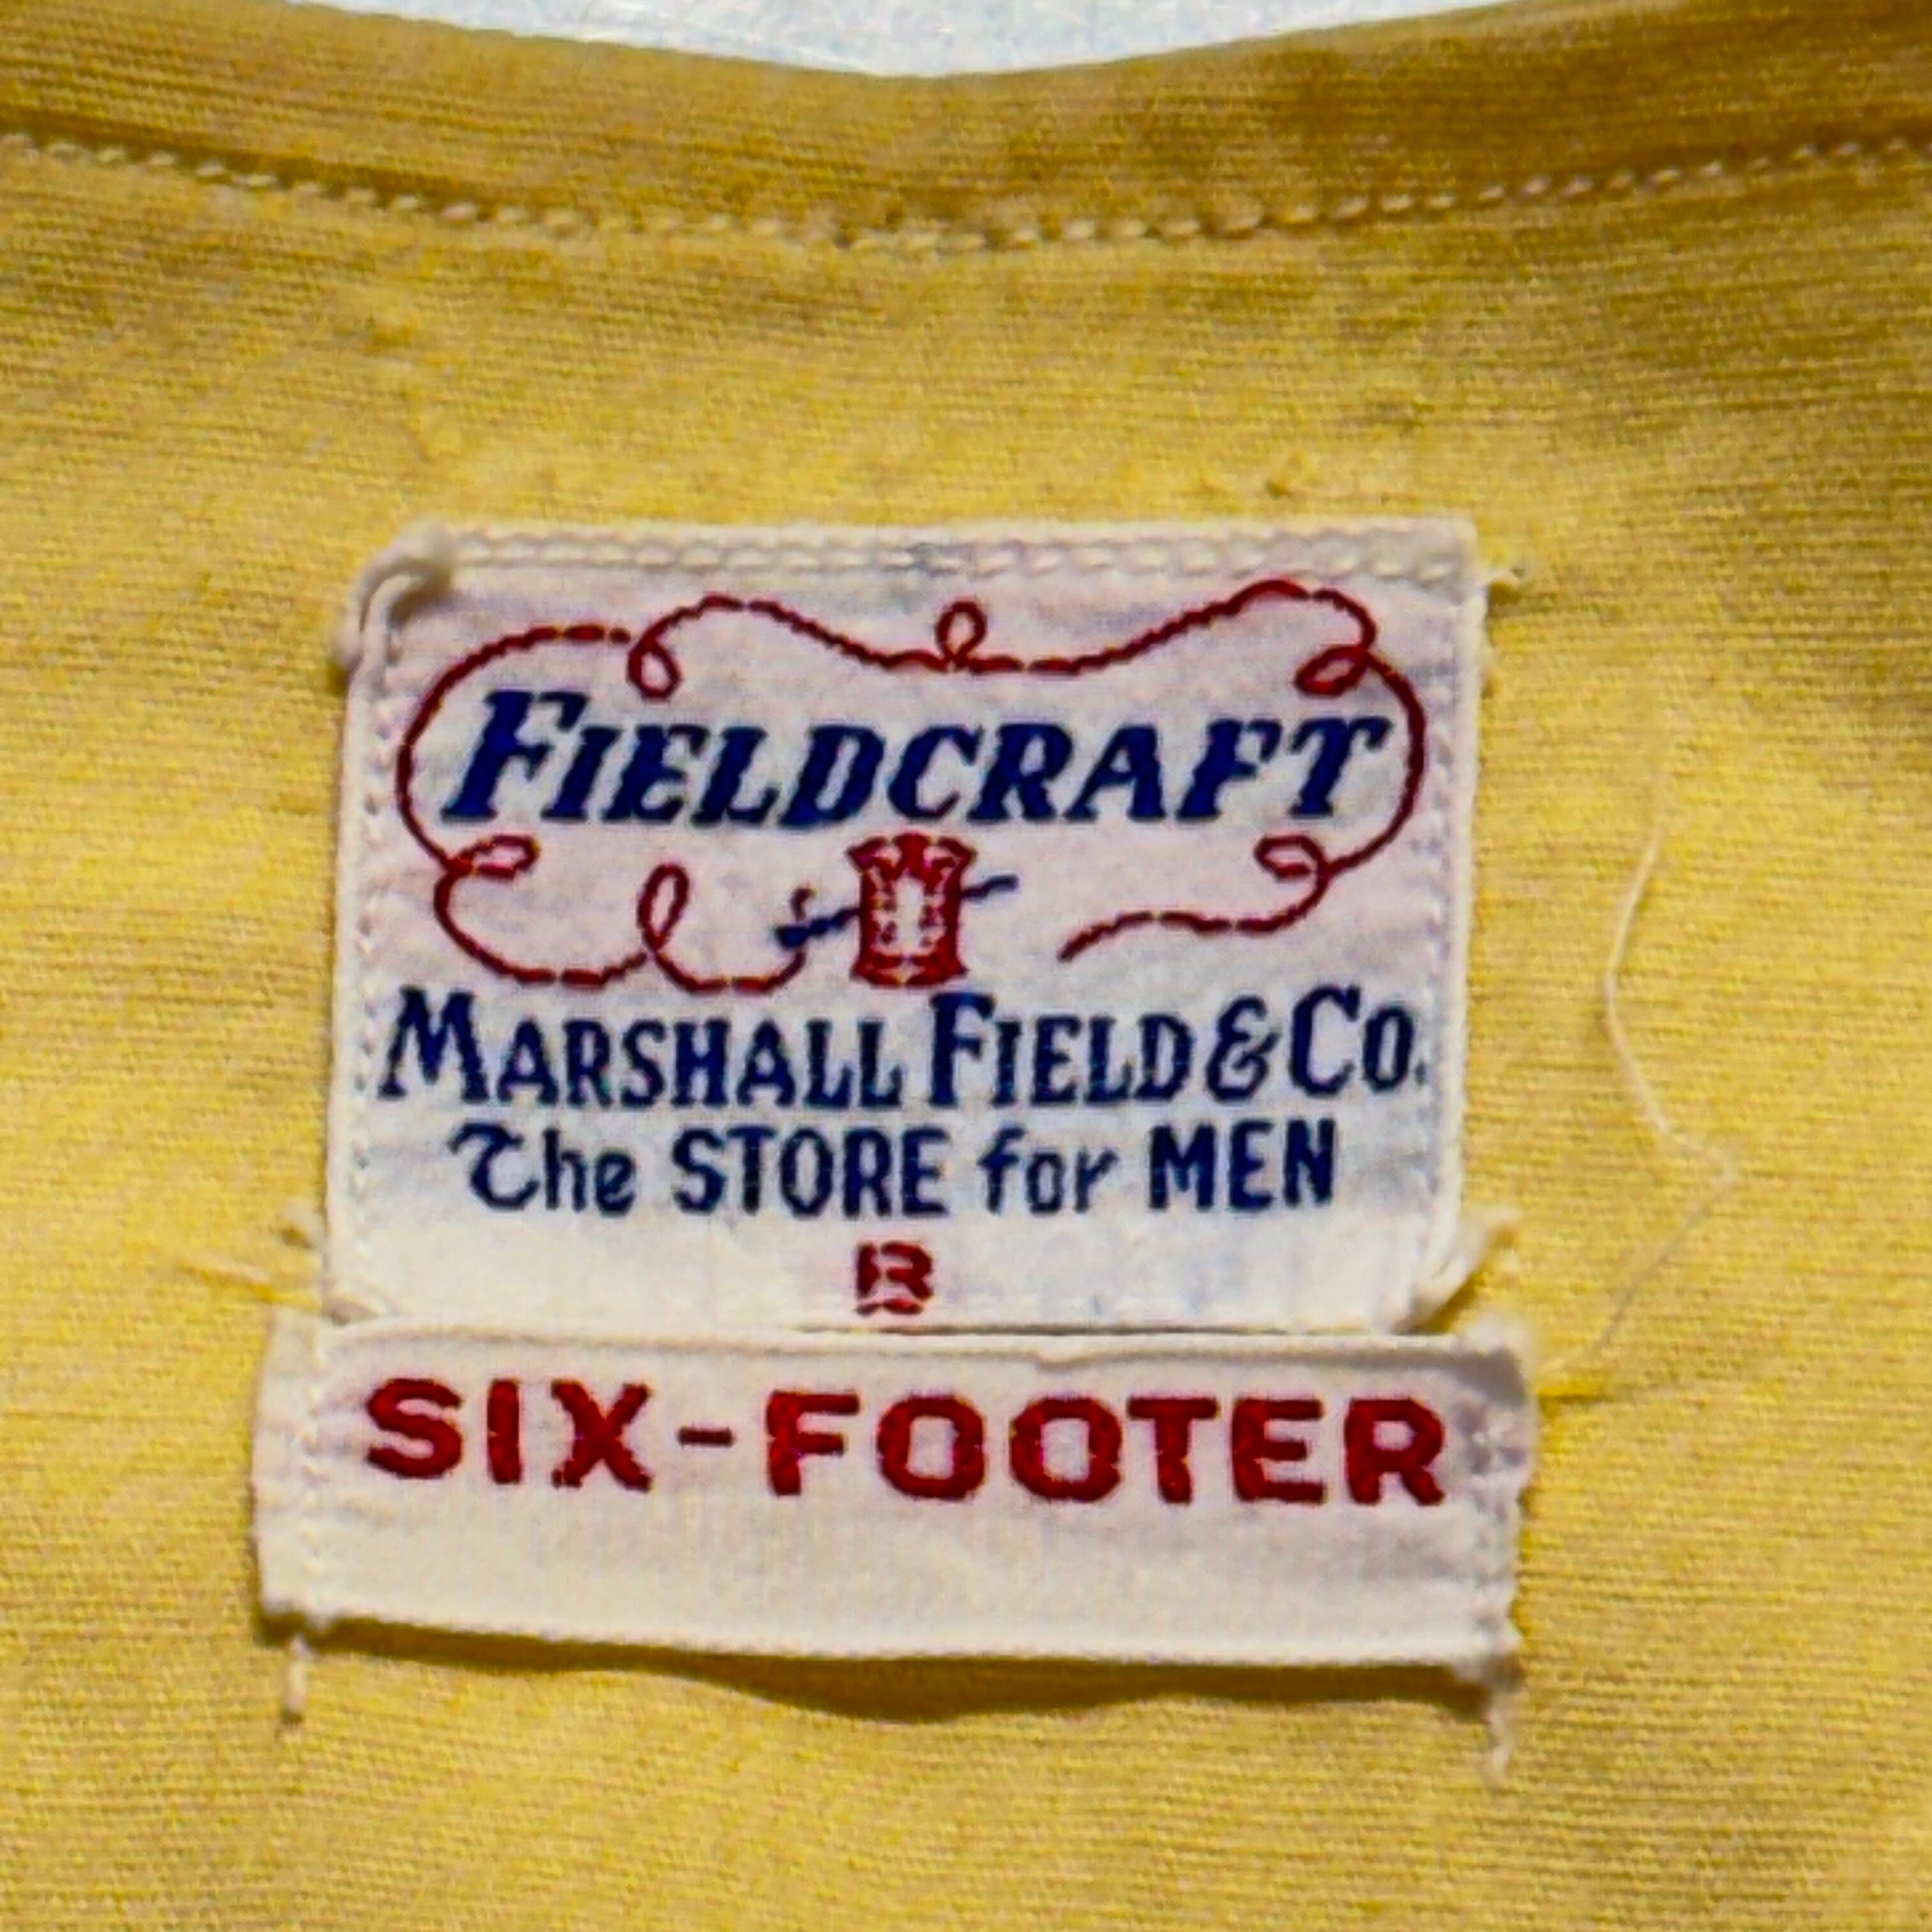 FIELDCRAFT
MARSHALL FIELD & CO.
The STORE for MEN
R
SIX-FOOTER